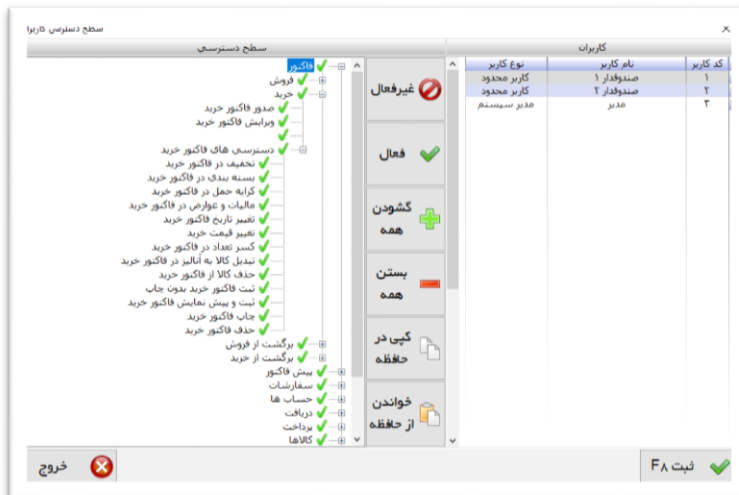 سطح دسترسی کاربرا
کاربران
کد کاربر نام کاربر نوع کاربر
۱ صندوقدار ۱ کاربر محدود
۲ صندوقدار ۲ کاربر محدود
۳ مدیر مدیر سیستم
غیرفعال
فعال
گشودن
همه
بستن
همه
کپی در
حافظه
خواندن
از حافظه
سطح دسترسی
فاکتور
فروش
خرید
صدور فاکتور خرید
ویرایش فاکتور خرید
دسترسی های فاکتور خرید
تخفیف در فاکتور خرید
بسته بندی در فاکتور خرید
کرایه حمل در فاکتور خرید
مالیات و عوارض در فاکتور خرید
تغییر تاریخ فاکتور خرید
تغییر قیمت خرید
کسر تعداد در فاکتور خرید
تبدیل کالا به آنالیز در فاکتور خرید
حذف کالا از فاکتور خرید
ثبت فاکتور خرید بدون چاپ
ثبت و پیش نمایش فاکتور خرید
چاپ فاکتور خرید
حذف فاکتور خرید
برگشت از فروش
برگشت از خرید
پیش فاکتور
سفارشات
حساب ها
دریافت
پرداخت
کالاها
ثبت F۸
خروج